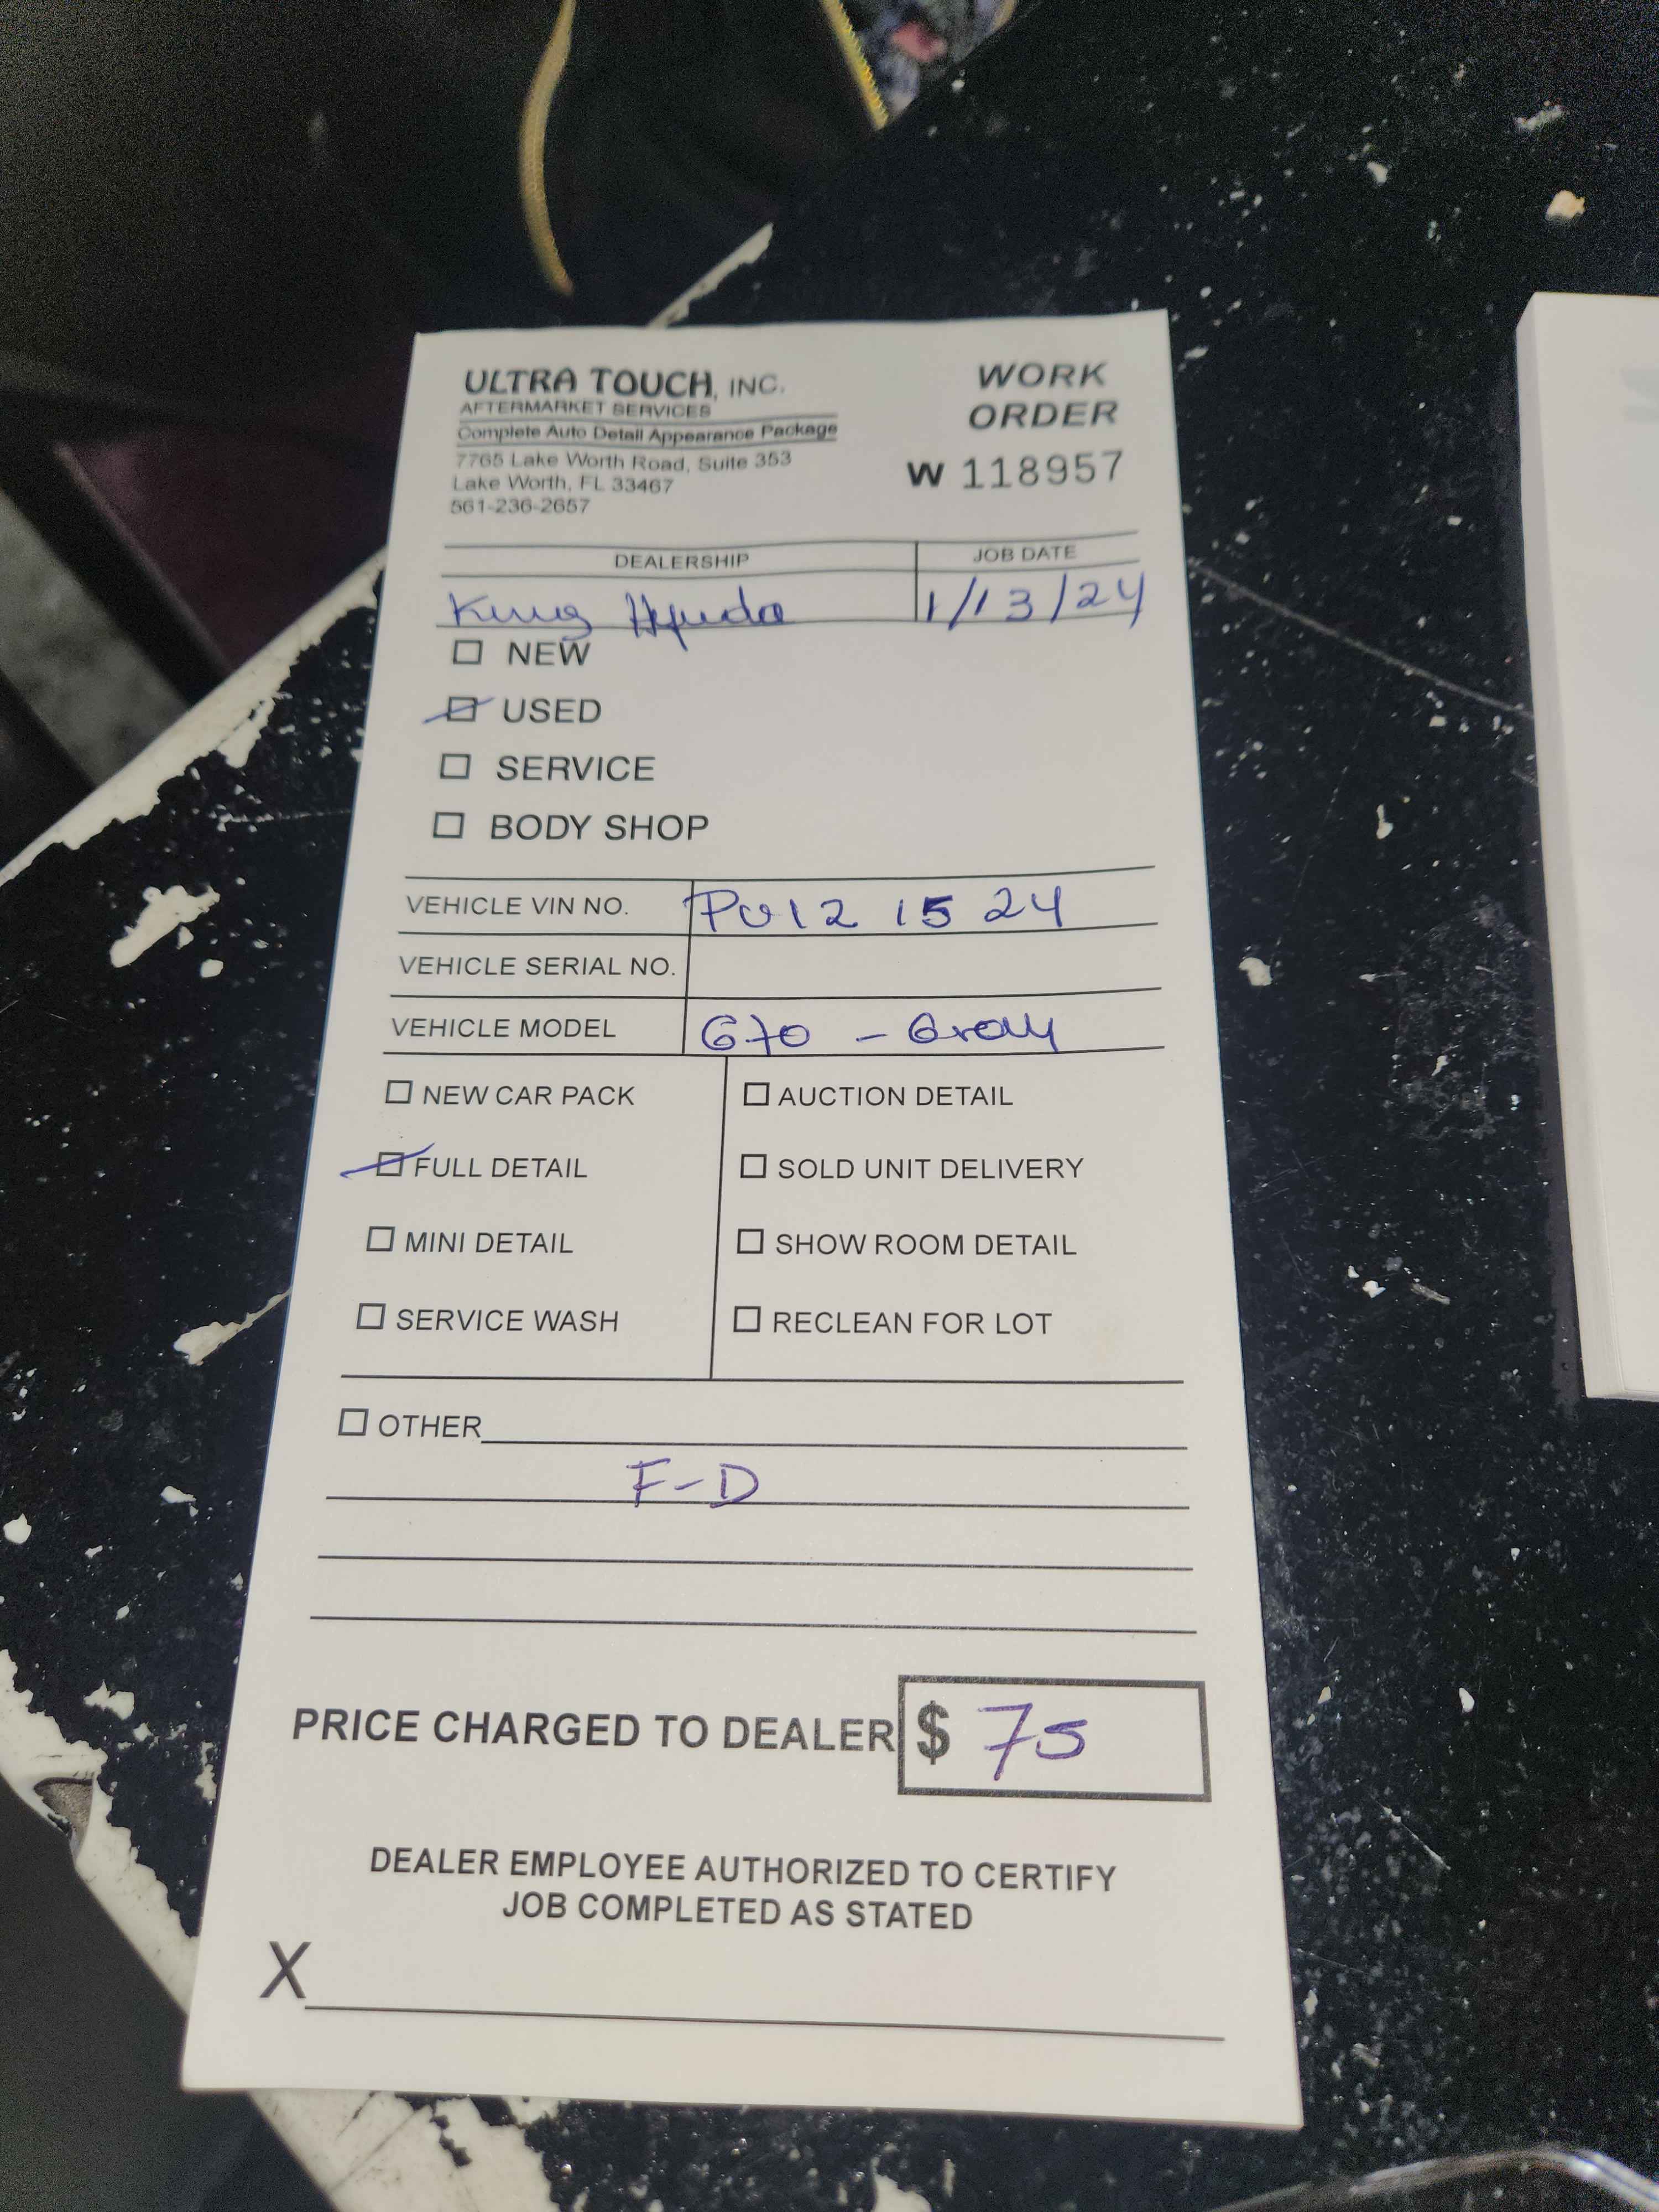 ULTRA TOUCH, INC.
AFTERMARKET SERVICES
Complete Auto Detail Appearance Package
7765 Lake Worth Road, Suite 353
Lake Worth, FL 33467
561-236-2657
WORK
ORDER
W 118957
DEALERSHIP JOB DATE
King 1/13/24
NEW
USED
SERVICE
BODY SHOP
VEHICLE VIN NO. PU12 15 24
VEHICLE SERIAL NO.
VEHICLE MODEL G70 - Gray
NEW CAR PACK AUCTION DETAIL
FULL DETAIL SOLD UNIT DELIVERY
MINI DETAIL SHOW ROOM DETAIL
SERVICE WASH RECLEAN FOR LOT
OTHER
F-D
PRICE CHARGED TO DEALER $ 75
DEALER EMPLOYEE AUTHORIZED TO CERTIFY
JOB COMPLETED AS STATED
X